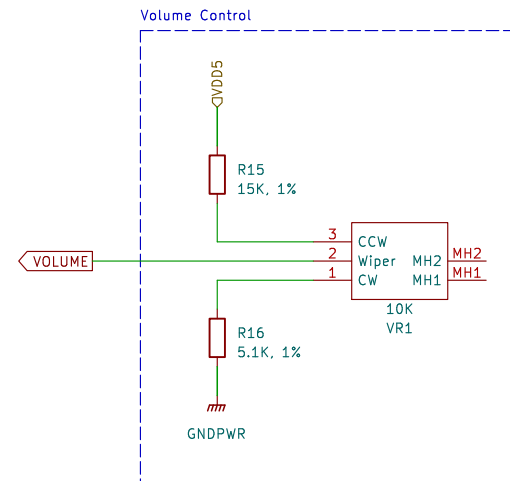 Volume Control
VDD5
R15
15K, 1%
3
CCW
2
Wiper
MH2
MH2
VOLUME
1
CW
MH1
MH1
10K
VR1
R16
5.1K, 1%
GNDPWR